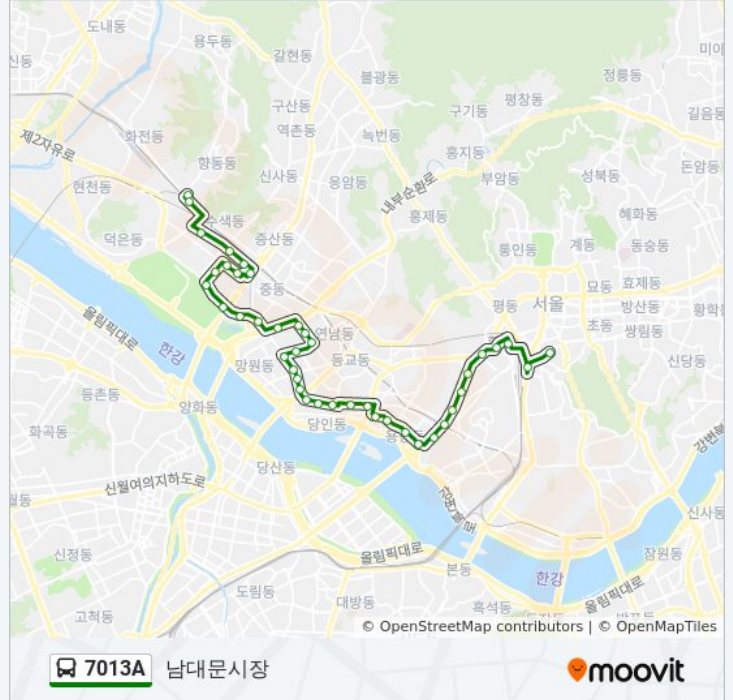 도내동
용두동
갈현동
미아
신동
불광동
정릉동
구산동
평창동
구기동
길음동
화전동
역촌동
녹번동
제2자유로
홍지동
향동동
돈암동
신사동
응암동
부암동
성북동
현천동
내부순환로
수색동
홍제동
혜화동
덕은동
증산동
통인동
계동
동숭동
중동
묘동
효제동
평동
서울
방산동
황학동
올림픽대로
연남동
초동
쌍림동
한강
망원동
동교동
신당동
등촌동
양화동
당인동
화곡동
용강동
강변북
당산동
신월여의지하도로
월동
신사동
신정동
올림픽대로
잠원동
본동
한강
도림동
올림픽대로
고척동
대방동
흑석동
© OpenStreetMap contributors | © OpenMapTiles
7013A 남대문시장
moovit